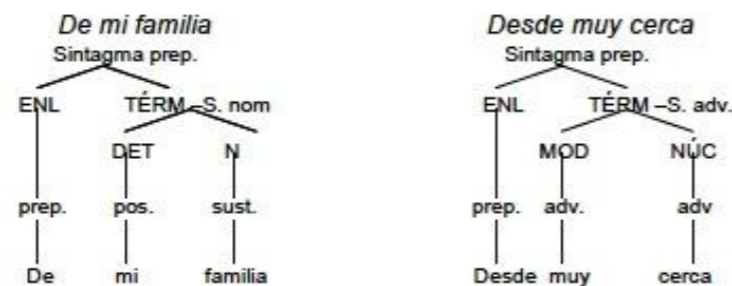 De mi familia
Sintagma prep.
ENL TÉRM –S. nom
DET N
prep. pos. sust.
De mi familia
Desde muy cerca
Sintagma prep.
ENL TÉRM –S. adv.
MOD NÚC
prep. adv. adv
Desde muy cerca